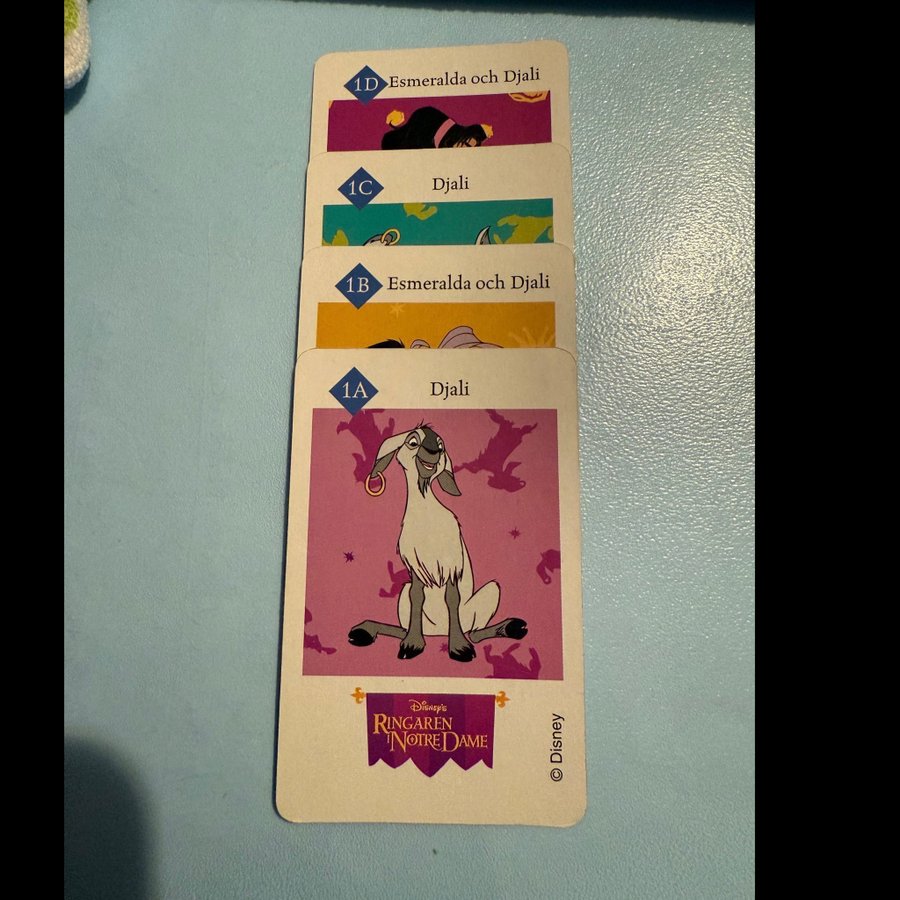 1D Esmeralda och Djali
1C Djali
1B Esmeralda och Djali
1A Djali
Disney's
RINGAREN
i NOTRE DAME
© Disney